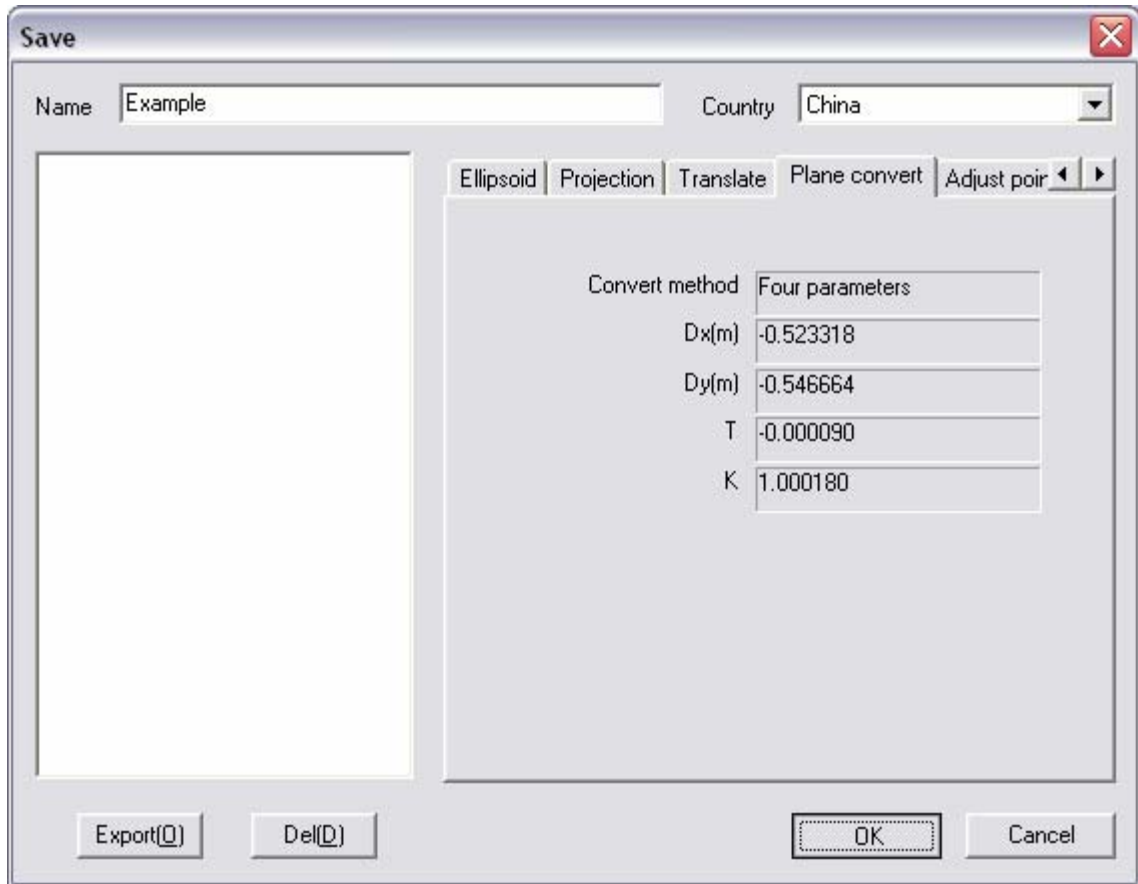 Save
Name Example Country China
Ellipsoid Projection Translate Plane convert Adjust poin
Convert method Four parameters
Dx(m) -0.523318
Dy(m) -0.546664
T -0.000090
K 1.000180
Export(O) Del(D) OK Cancel